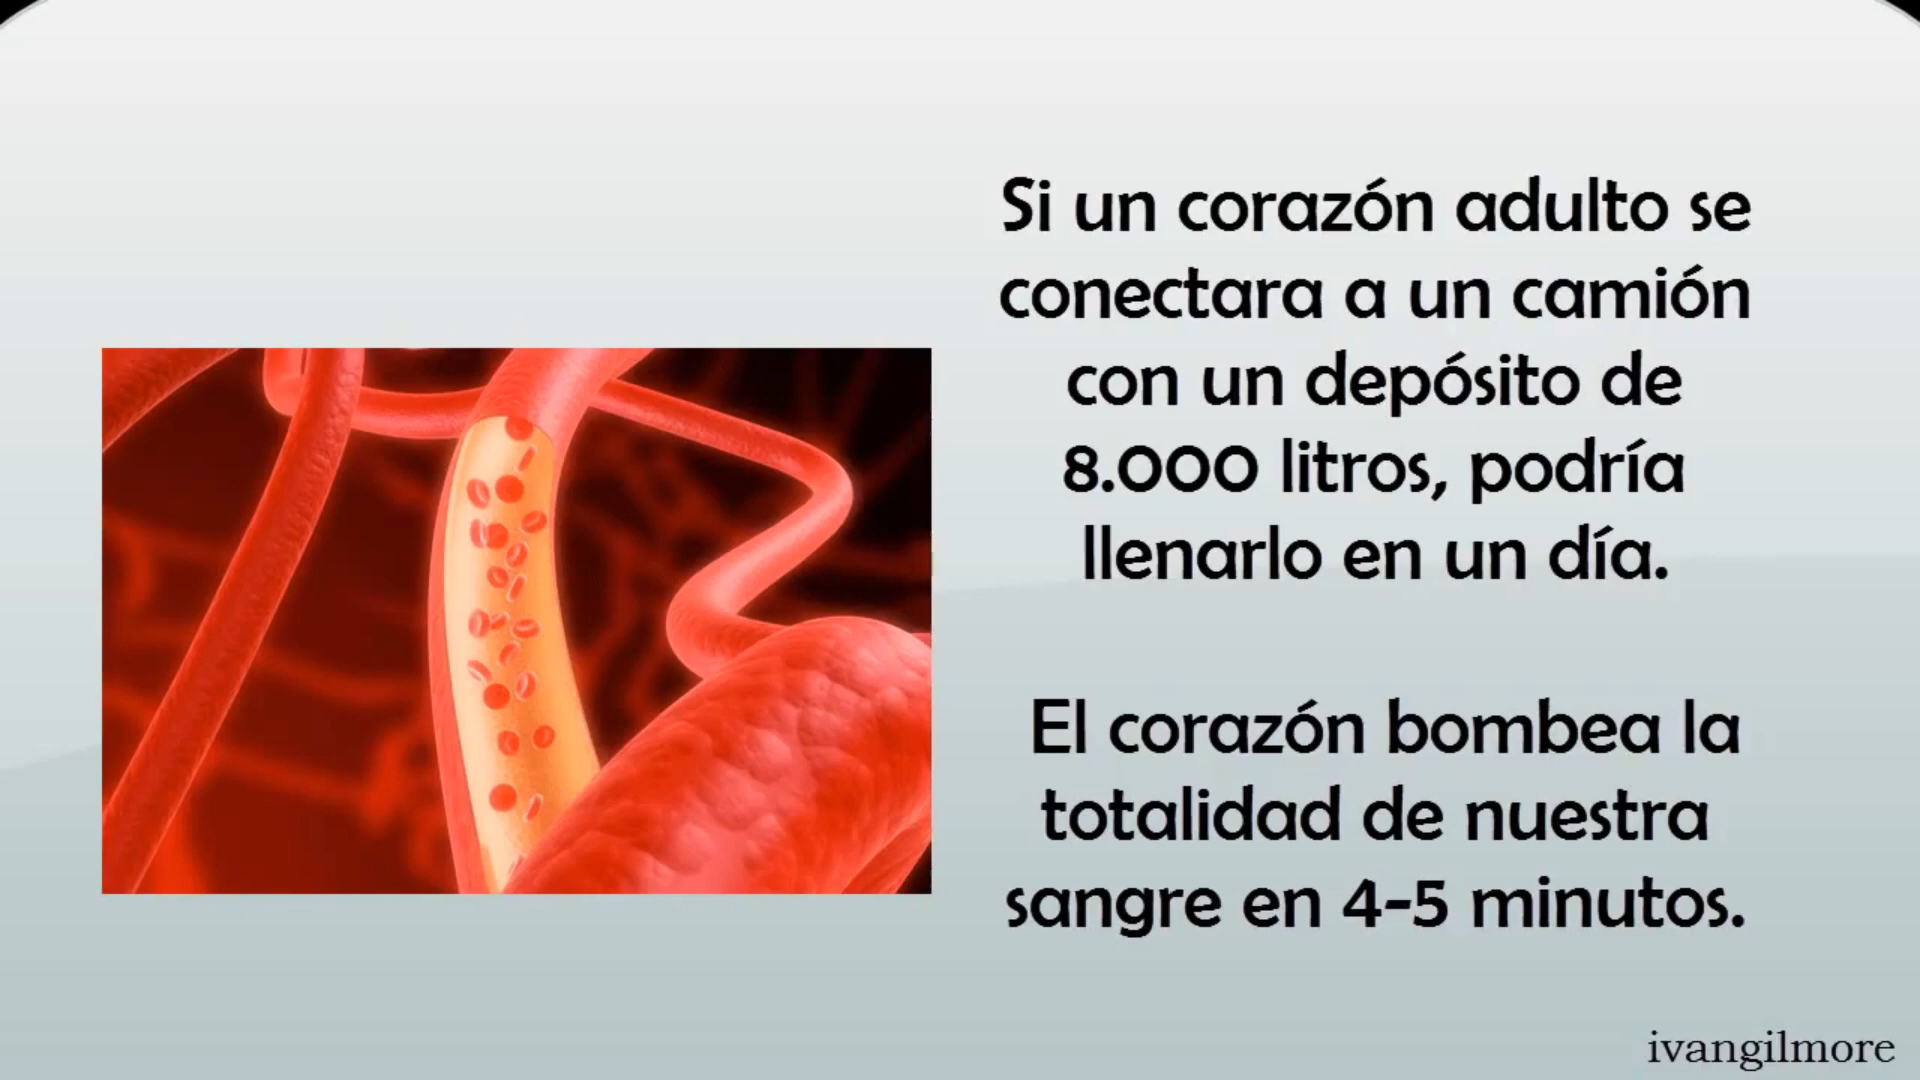 Si un corazón adulto se
conectara a un camión
con un depósito de
8.000 litros, podría
llenarlo en un día.
El corazón bombea la
totalidad de nuestra
sangre en 4-5 minutos.
ivangilmore